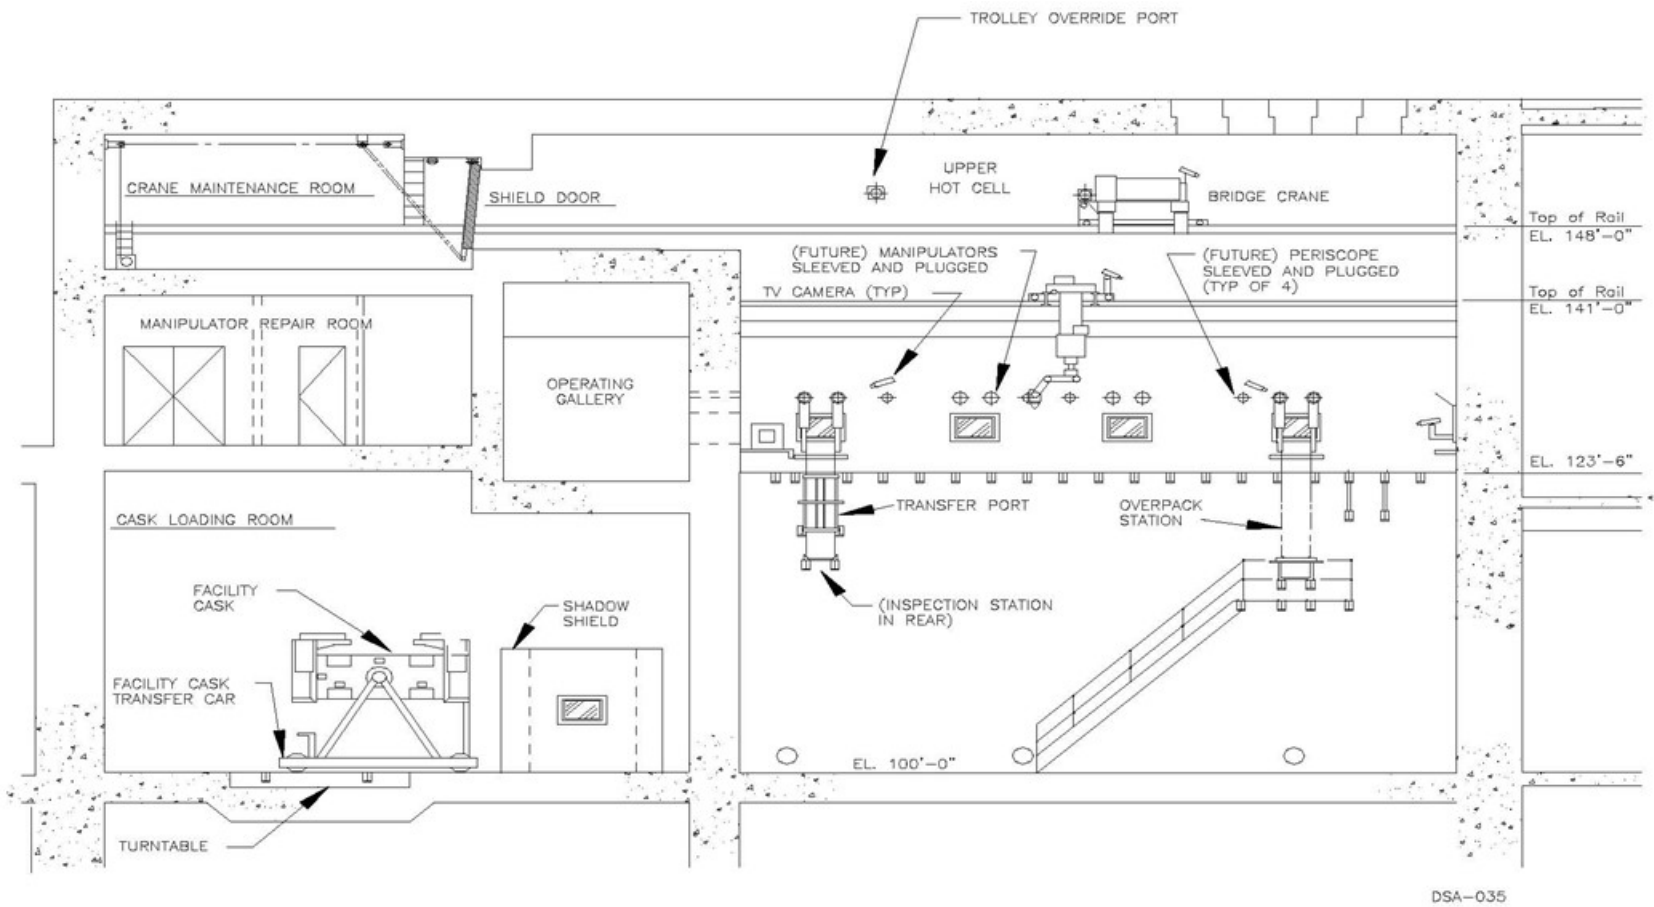 TROLLEY OVERRIDE PORT
CRANE MAINTENANCE ROOM
SHIELD DOOR
UPPER
HOT CELL
BRIDGE CRANE
Top of Rail
EL. 148'-0"
(FUTURE) MANIPULATORS
SLEEVED AND PLUGGED
(FUTURE) PERISCOPE
SLEEVED AND PLUGGED
(TYP OF 4)
TV CAMERA (TYP)
Top of Rail
EL. 141'-0"
MANIPULATOR REPAIR ROOM
OPERATING
GALLERY
EL. 123'-6"
CASK LOADING ROOM
TRANSFER PORT
OVERPACK
STATION
FACILITY
CASK
SHADOW
SHIELD
(INSPECTION STATION
IN REAR)
FACILITY CASK
TRANSFER CAR
EL. 100'-0"
TURNTABLE
DSA-035